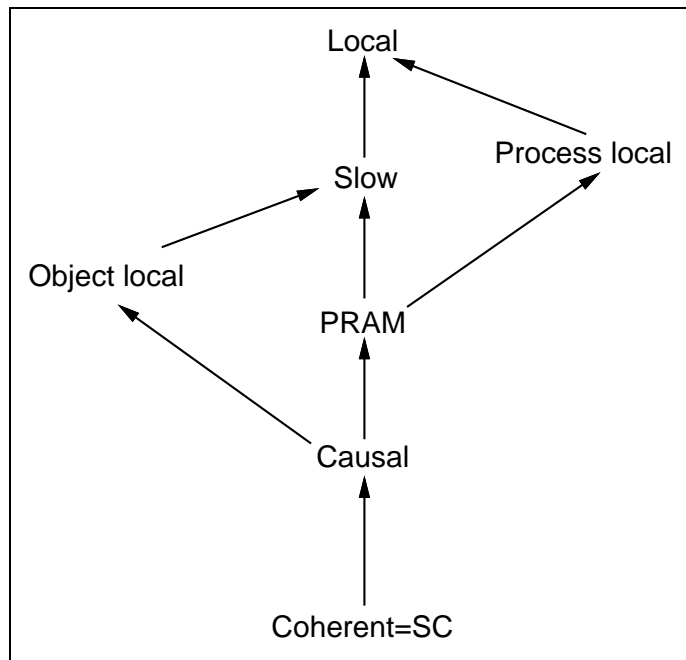 Local
Process local
Slow
Object local
PRAM
Causal
Coherent=SC